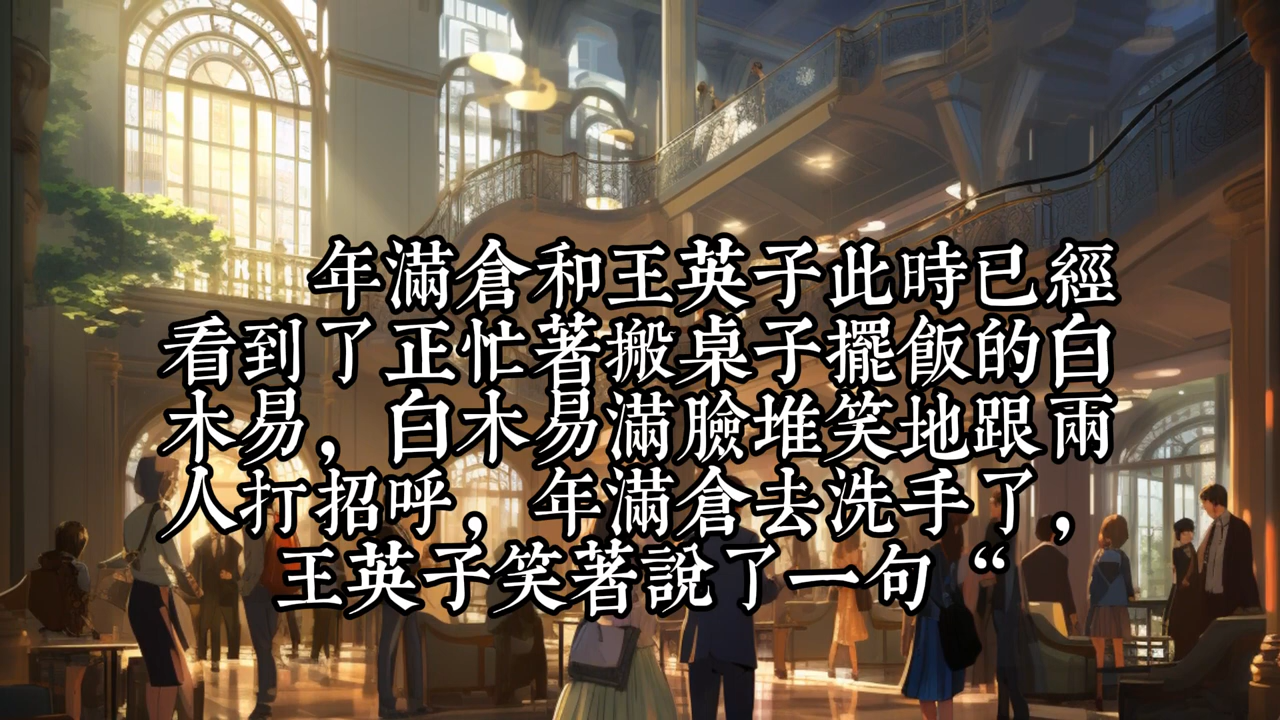 年滿倉和王英子此時已經
看到了正忙著搬桌子擺飯的白
木易，白木易滿臉堆笑地跟兩
人打招呼，年滿倉去洗手了，
王英子笑著說了一句“